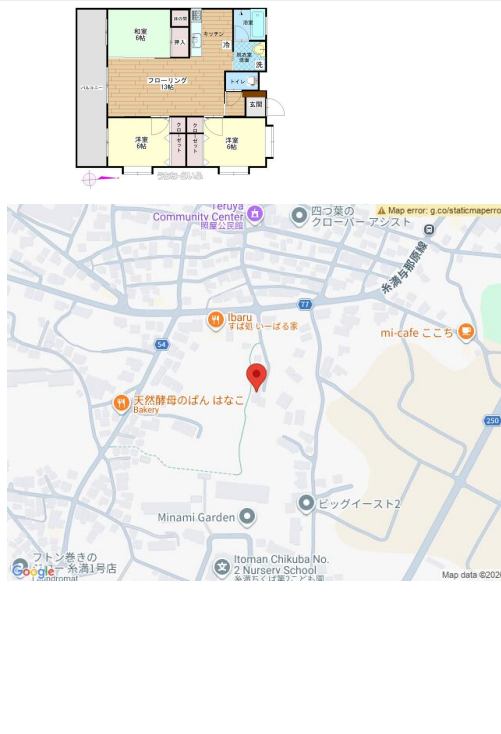 床の間
浴室
和室
6帖
押入
キッチン
冷
脱衣室
洗面
洗
フローリング
13帖
トイレ
バルコニー
玄関
洋室
6帖
クローゼット
クローゼット
洋室
6帖
Teruya
Community Center
照屋公民館
四つ葉の
クローバー アシスト
Map error: g.co/staticmaperro
糸満与那原線
77
Ibaru
すば処 いーばる家
mi-cafe ここち
54
天然酵母のぱん はなこ
Bakery
250
ビッグイースト2
Minami Garden
フトン巻きの
ジロー 糸満1号店
Laundromat
Itoman Chikuba No.
2 Nursery School
糸満ちくば第2こども園
Google
Map data ©2026